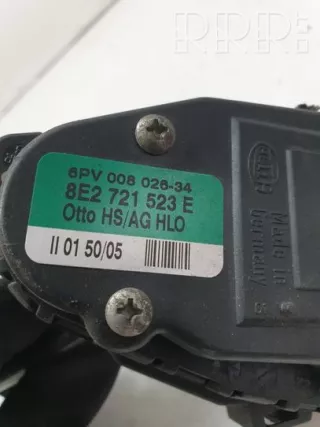 RRR
6PV 008 026-34
8E2 721 523 E
Otto HS/AG HLO
II 01 50/05
HELLA
Made in
Germany